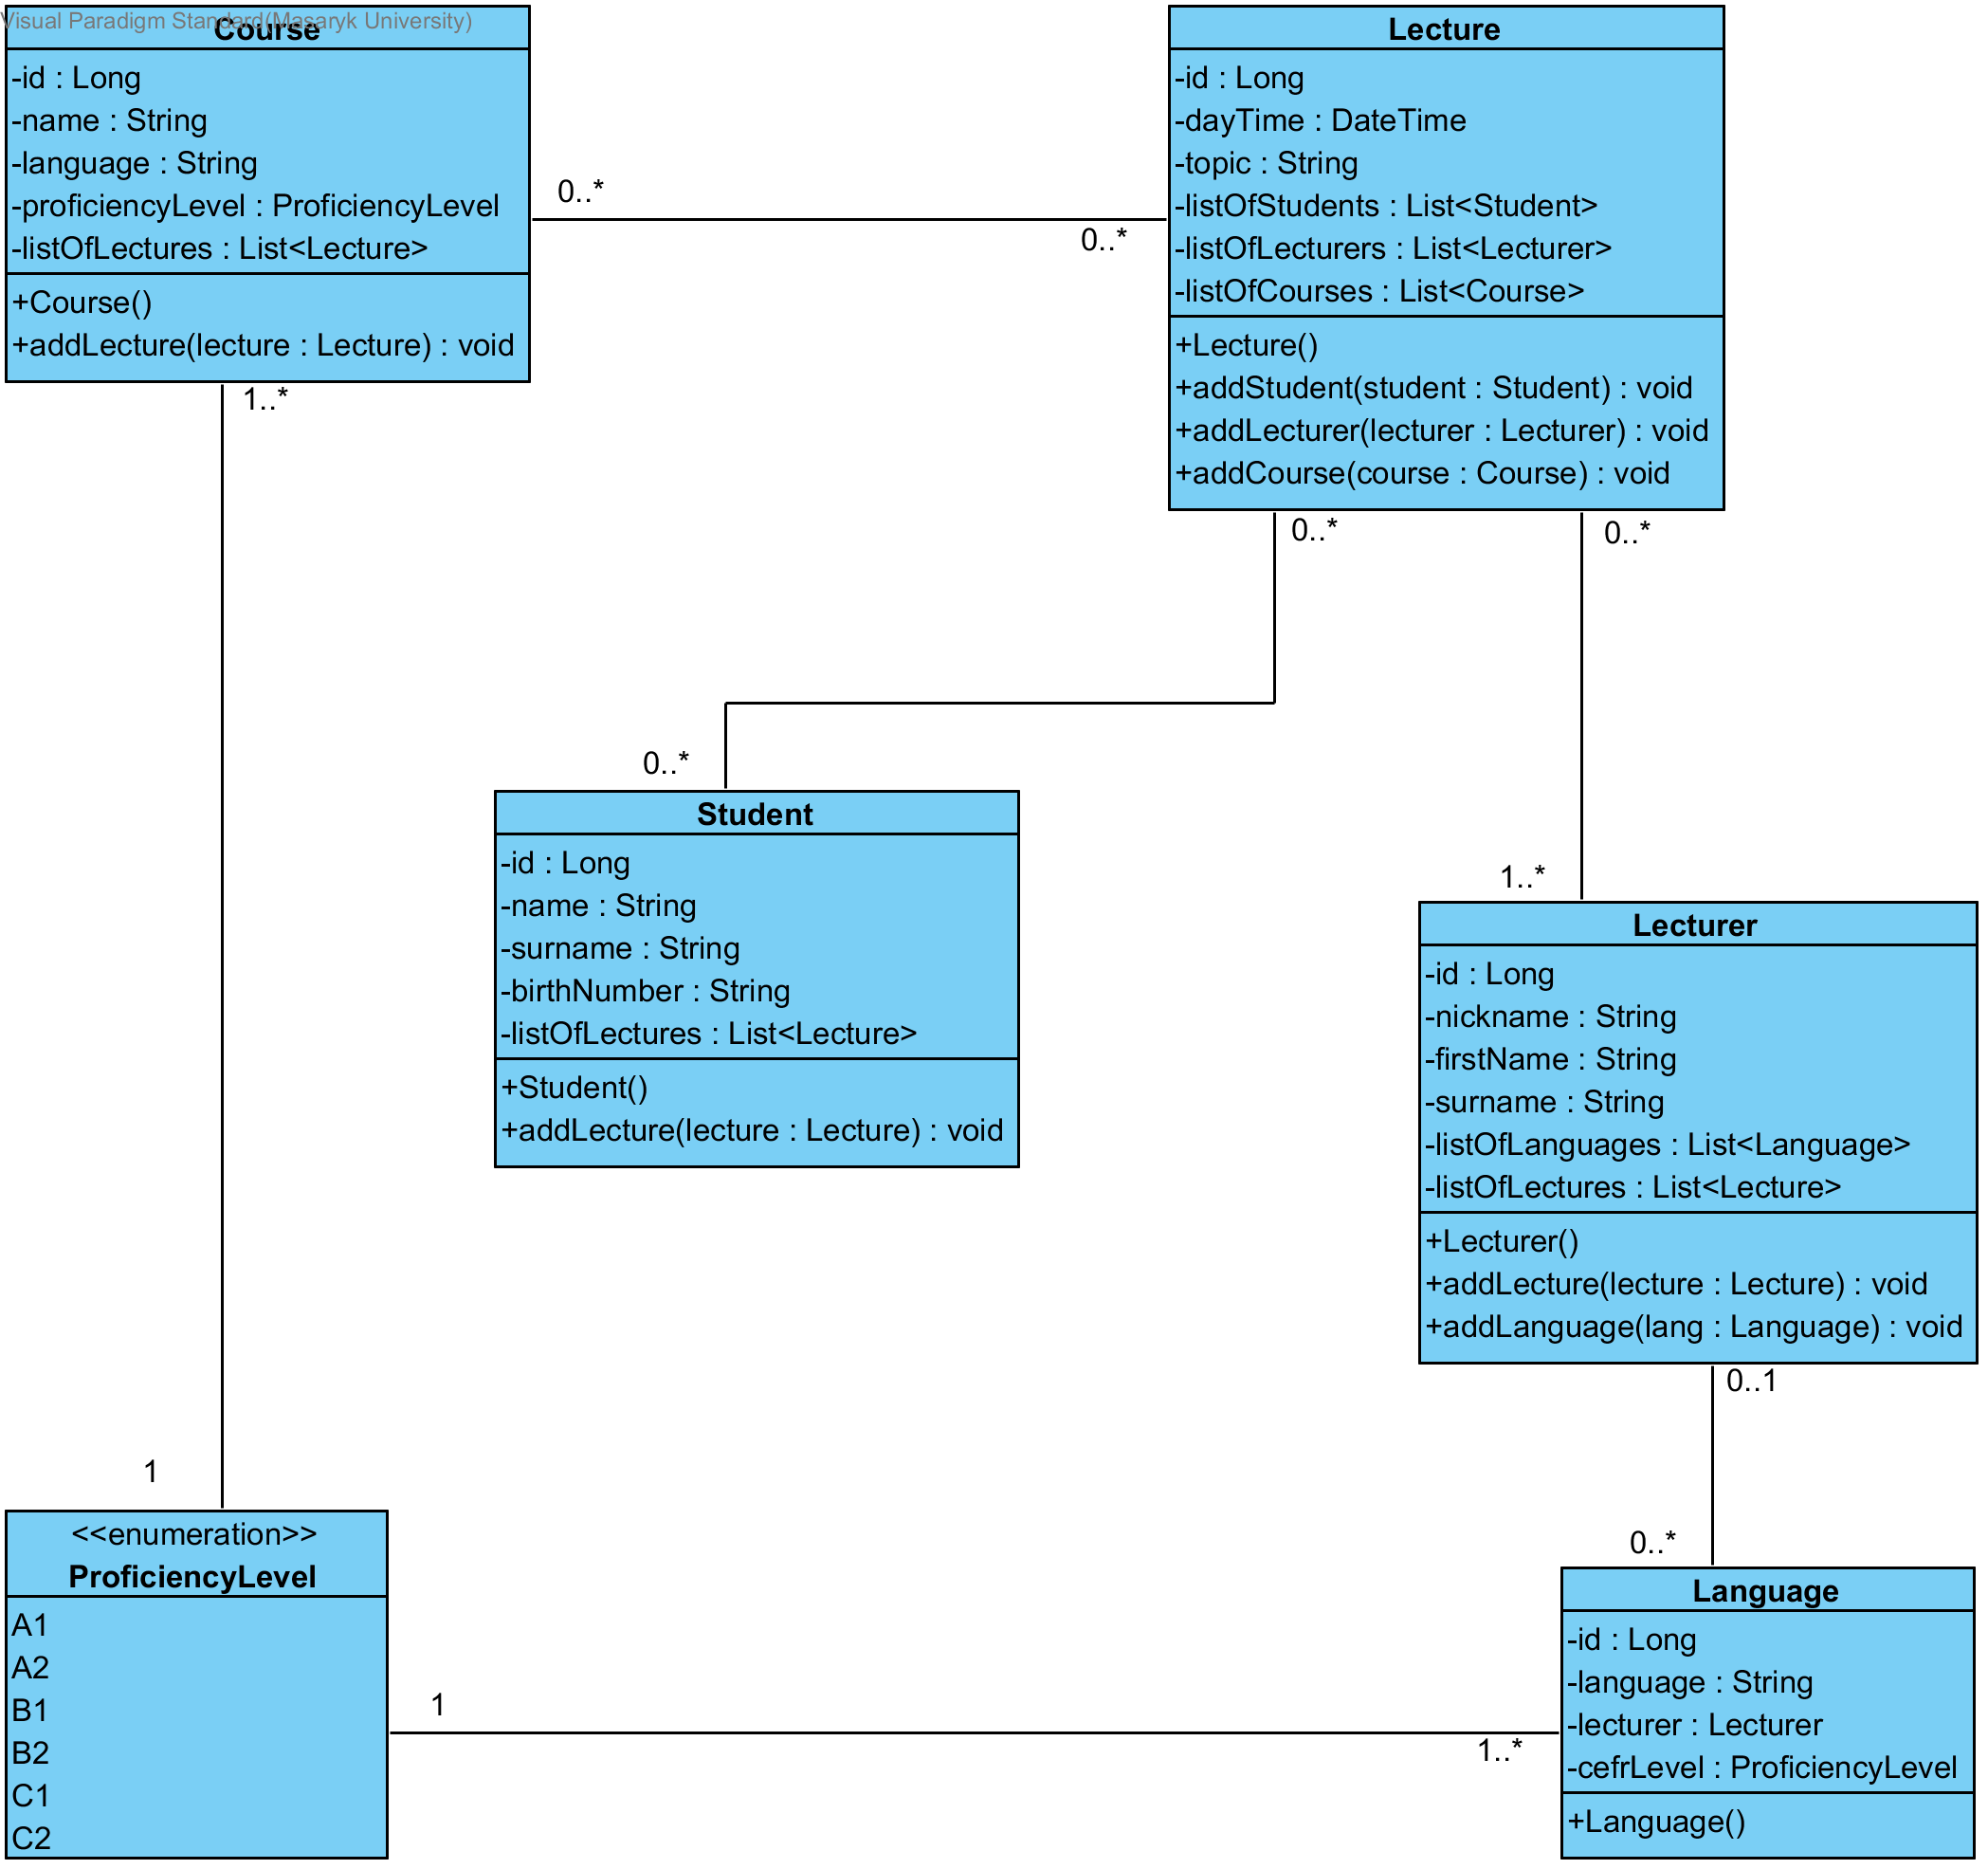 Visual Paradigm Standard(Masaryk University)
Course
-id : Long
-name : String
-language : String
-proficiencyLevel : ProficiencyLevel
-listOfLectures : List<Lecture>
+Course()
+addLecture(lecture : Lecture) : void
1..*
0..*
0..*
Lecture
-id : Long
-dayTime : DateTime
-topic : String
-listOfStudents : List<Student>
-listOfLecturers : List<Lecturer>
-listOfCourses : List<Course>
+Lecture()
+addStudent(student : Student) : void
+addLecturer(lecturer : Lecturer) : void
+addCourse(course : Course) : void
0..*
0..*
0..*
Student
-id : Long
-name : String
-surname : String
-birthNumber : String
-listOfLectures : List<Lecture>
+Student()
+addLecture(lecture : Lecture) : void
1..*
Lecturer
-id : Long
-nickname : String
-firstName : String
-surname : String
-listOfLanguages : List<Language>
-listOfLectures : List<Lecture>
+Lecturer()
+addLecture(lecture : Lecture) : void
+addLanguage(lang : Language) : void
0..1
1
<<enumeration>>
ProficiencyLevel
A1
A2
B1
B2
C1
C2
1
1..*
0..*
Language
-id : Long
-language : String
-lecturer : Lecturer
-cefrLevel : ProficiencyLevel
+Language()